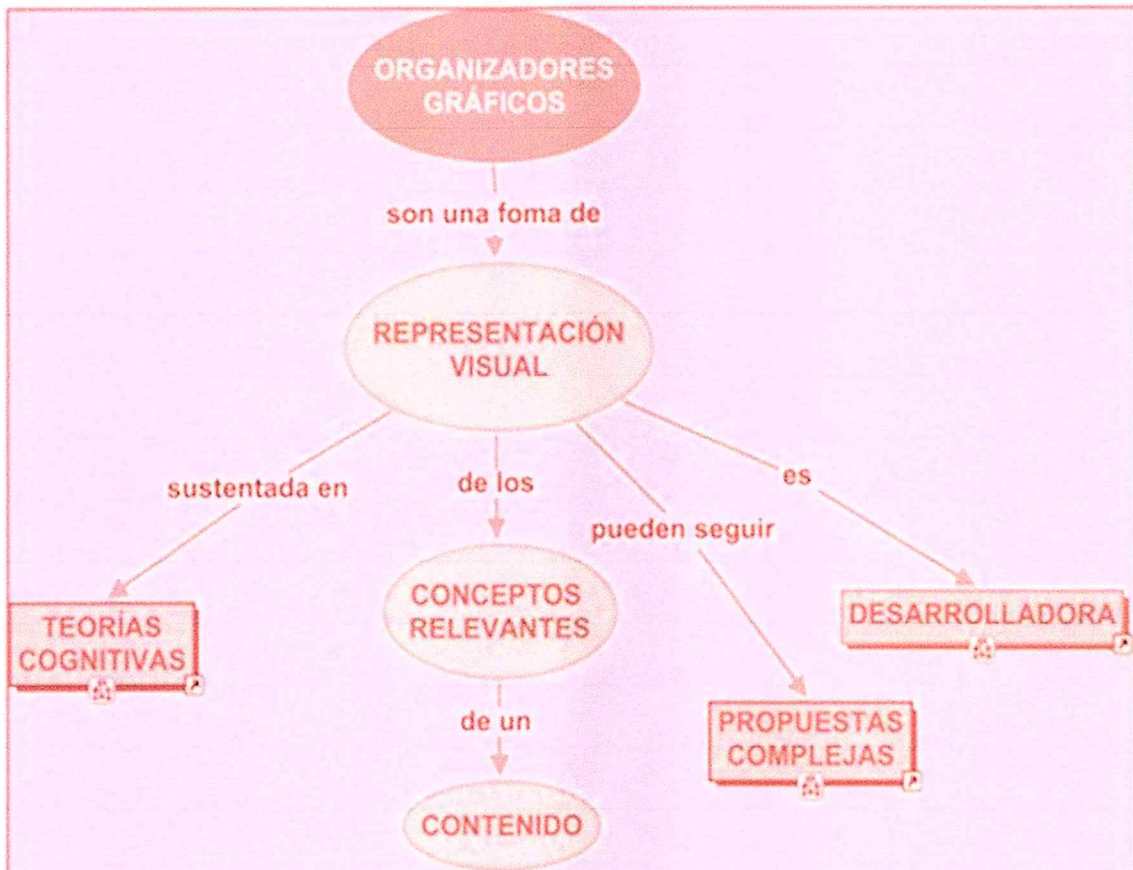 ORGANIZADORES
GRÁFICOS
son una foma de
REPRESENTACIÓN
VISUAL
sustentada en
de los
pueden seguir
es
TEORÍAS
COGNITIVAS
CONCEPTOS
RELEVANTES
DESARROLLADORA
de un
PROPUESTAS
COMPLEJAS
CONTENIDO